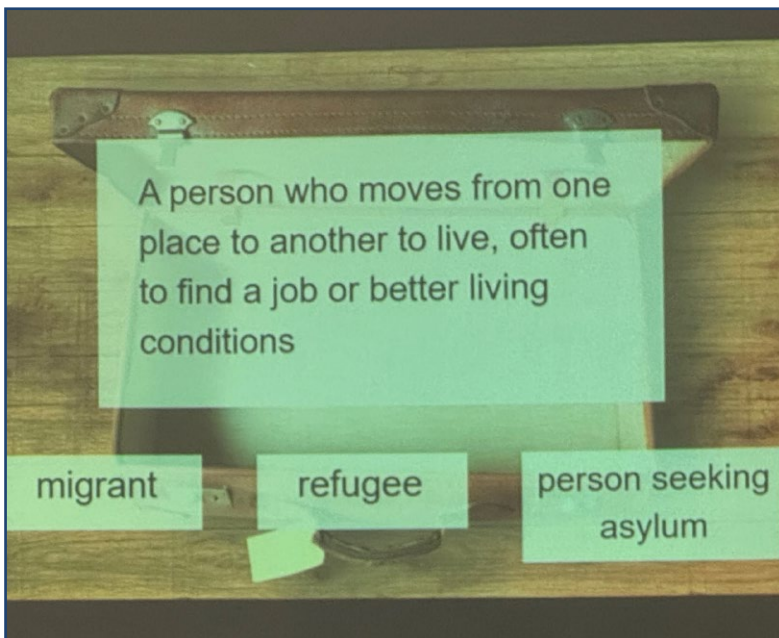 A person who moves from one
place to another to live, often
to find a job or better living
conditions
migrant
refugee
person seeking
asylum